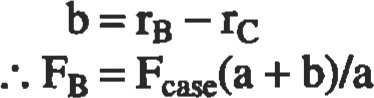 b = r_B − r_C
∴ F_B = F_case(a + b)/a